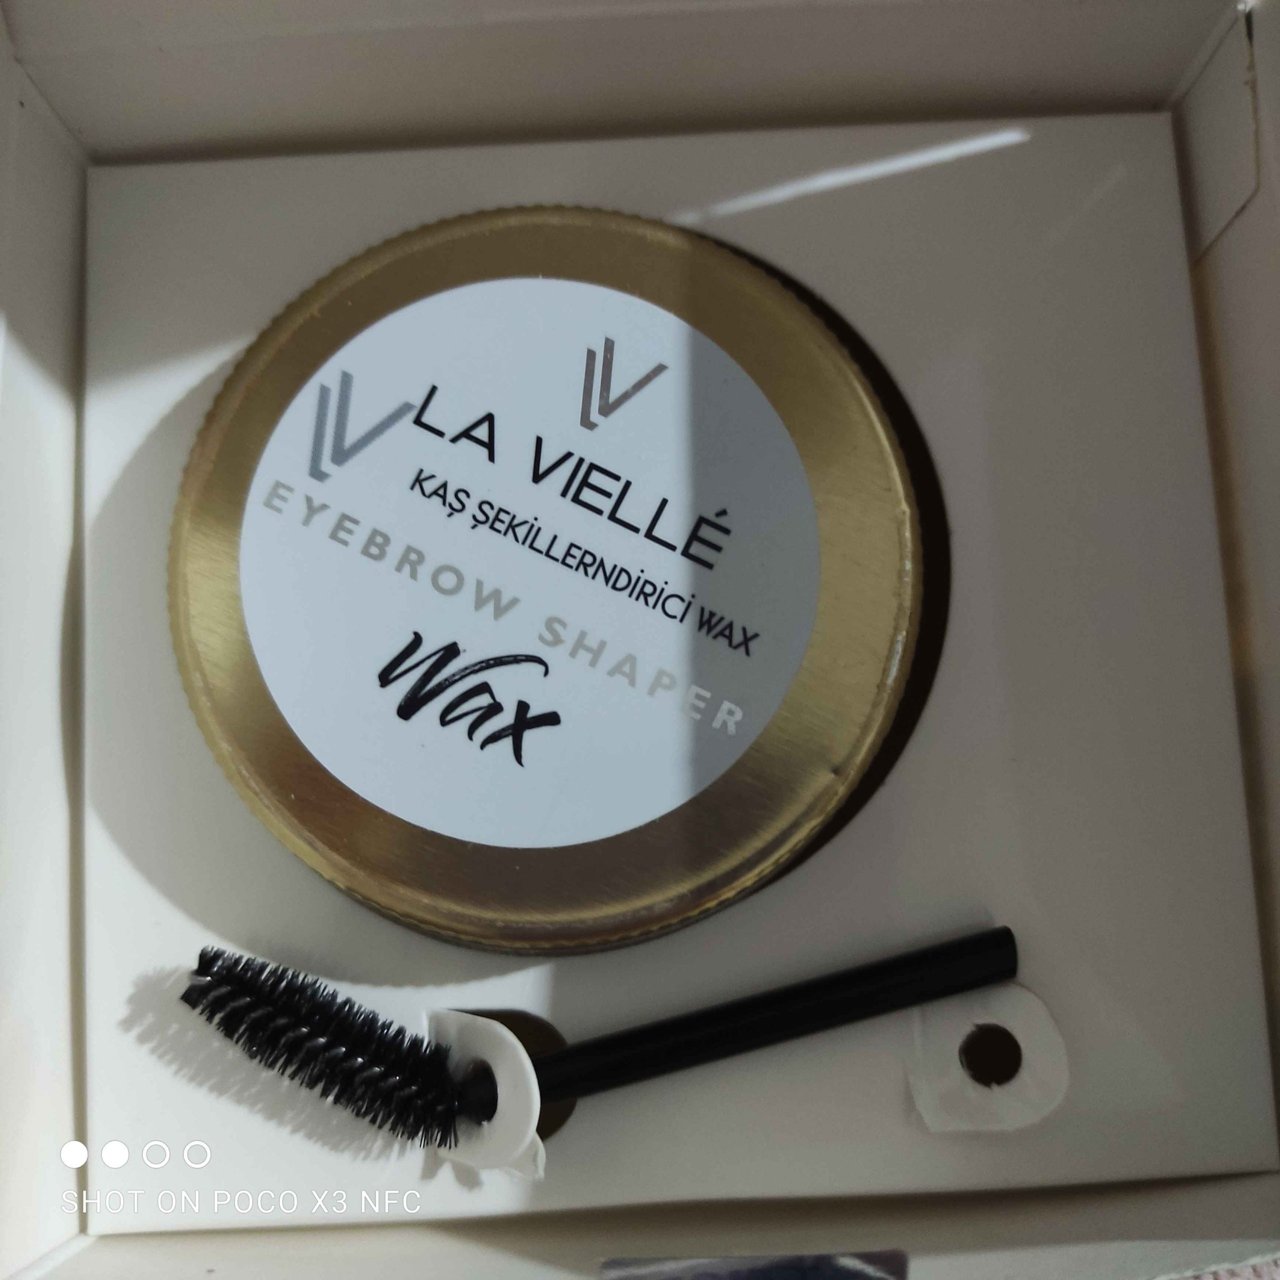 LV
LV
LA VIELLÉ
KAŞ ŞEKİLLERNDİRİCİ WAX
EYEBROW SHAPER
Wax
SHOT ON POCO X3 NFC